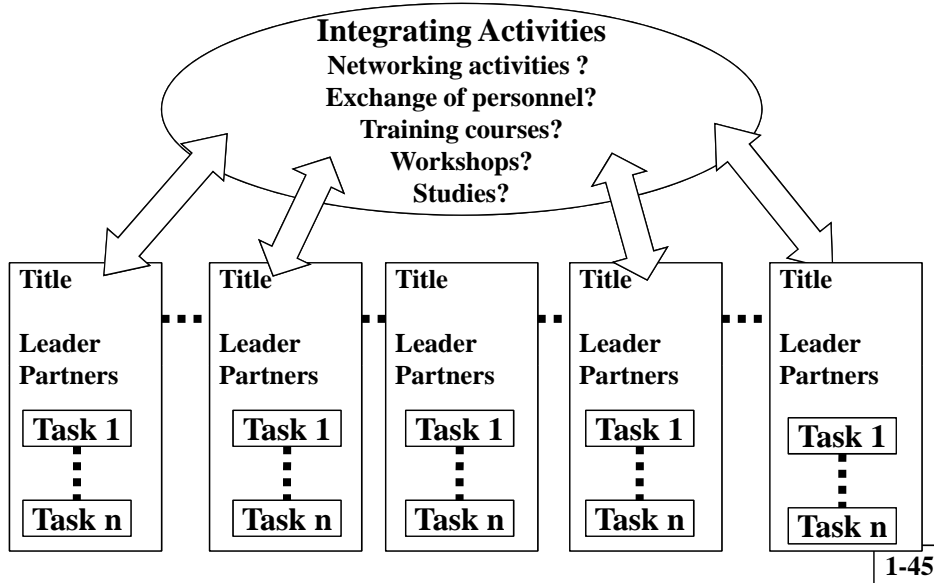 Integrating Activities
Networking activities ?
Exchange of personnel?
Training courses?
Workshops?
Studies?
Title
Leader
Partners
Task 1
Task n
Title
Leader
Partners
Task 1
Task n
Title
Leader
Partners
Task 1
Task n
Title
Leader
Partners
Task 1
Task n
Title
Leader
Partners
Task 1
Task n
1-45